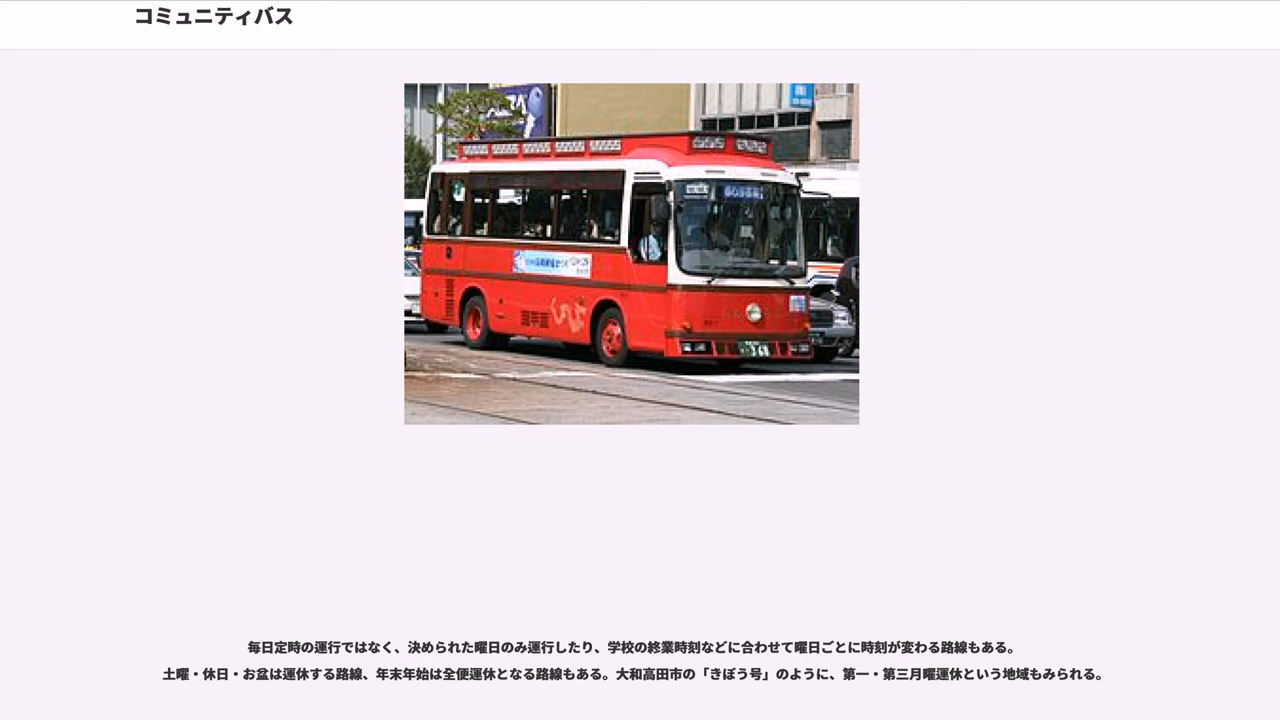 コミュニティバス
368
毎日定時の運行ではなく、決められた曜日のみ運行したり、学校の終業時刻などに合わせて曜日ごとに時刻が変わる路線もある。
土曜・休日・お盆は運休する路線、年末年始は全便運休となる路線もある。大和高田市の「きぼう号」のように、第一・第三月曜運休という地域もみられる。